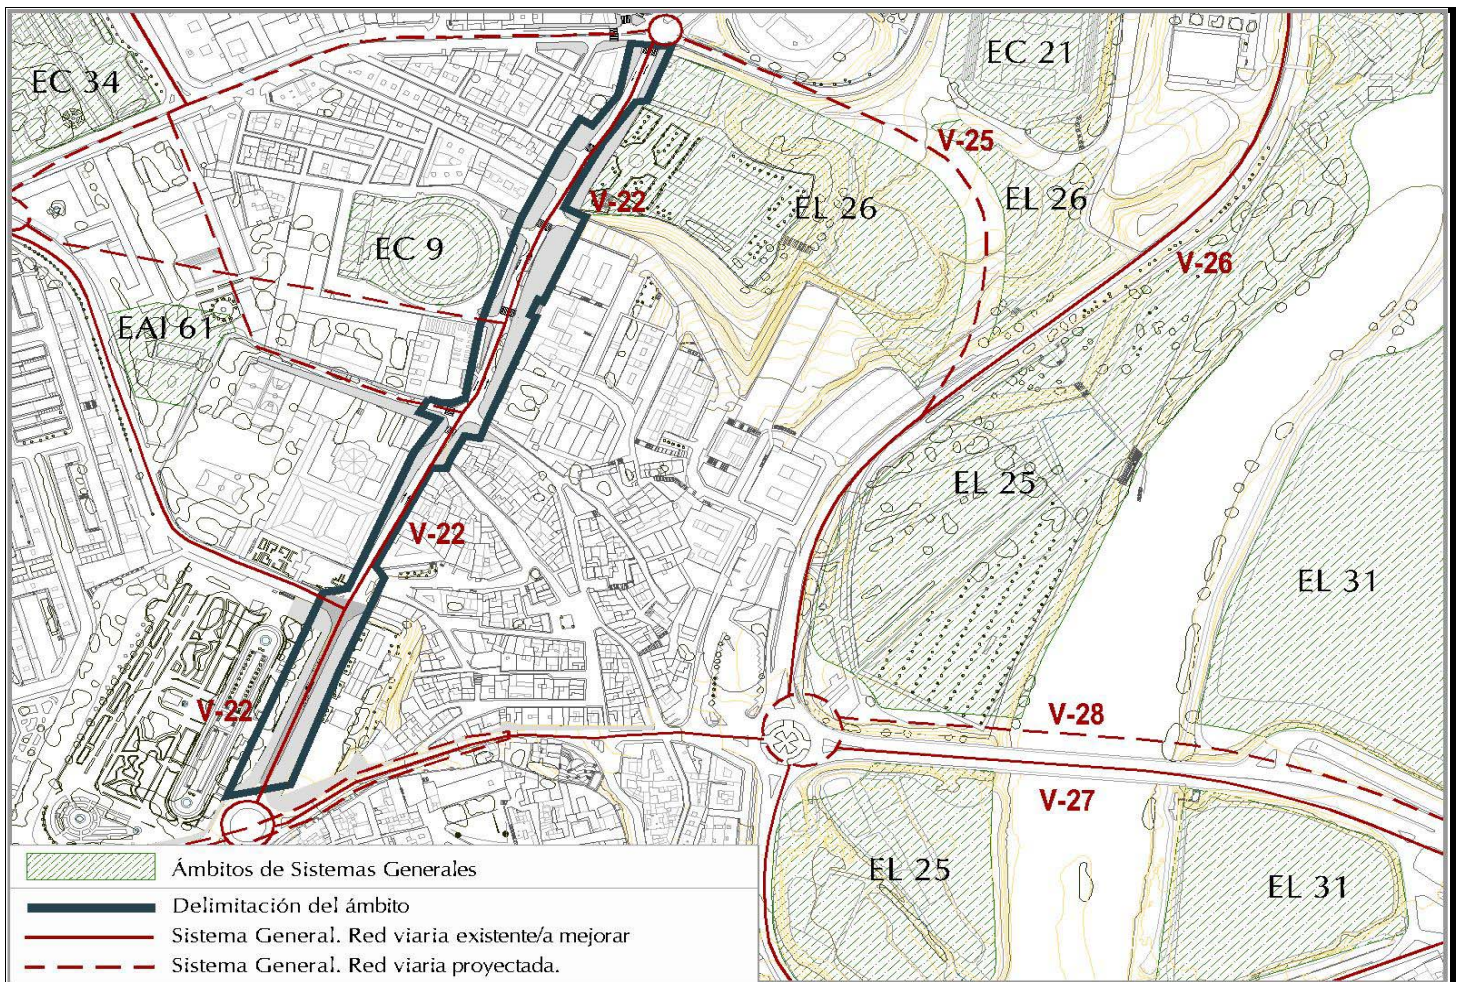 EC 34
EC 21
V-25
V-22
EL 26
EL 26
EC 9
V-26
EAI 61
EL 25
V-22
EL 31
V-22
V-28
V-27
EL 25
EL 31
Ámbitos de Sistemas Generales
Delimitación del ámbito
Sistema General. Red viaria existente/a mejorar
Sistema General. Red viaria proyectada.